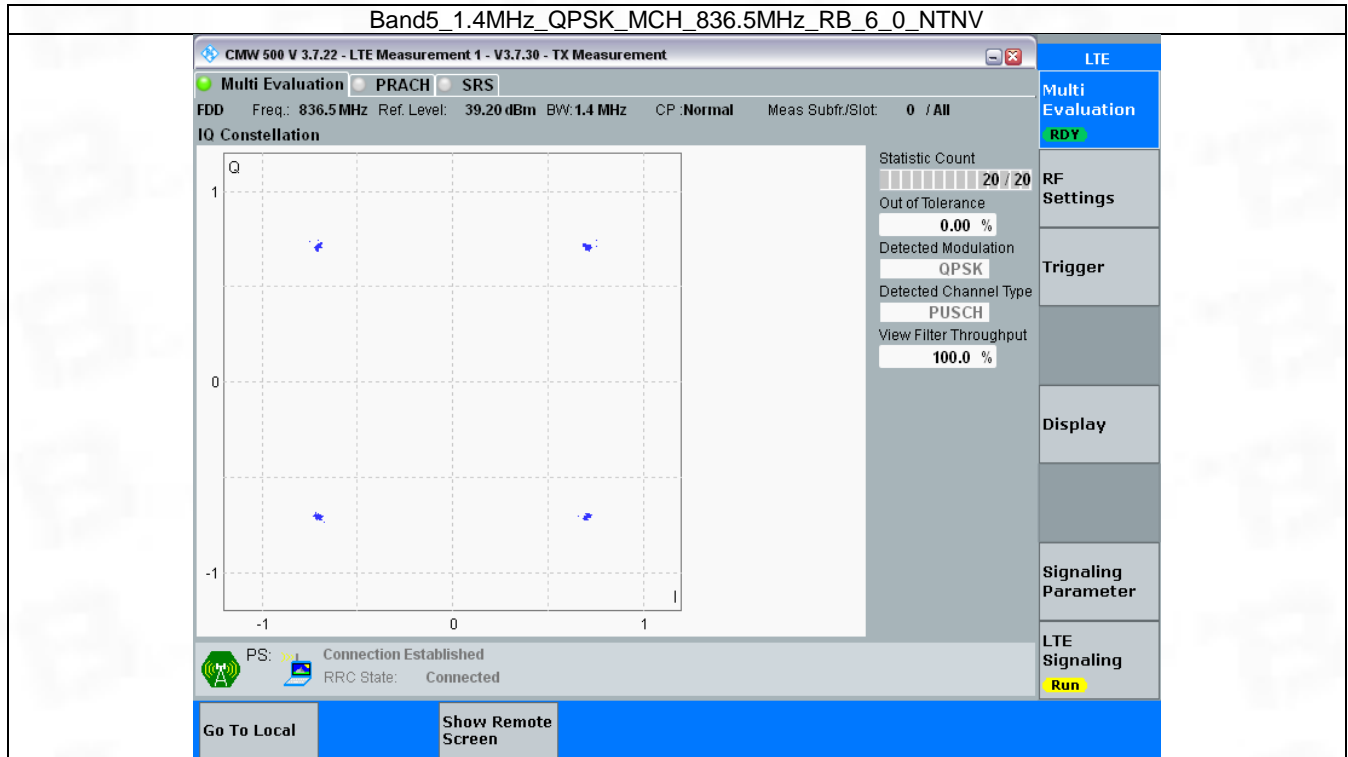 Band5_1.4MHz_QPSK_MCH_836.5MHz_RB_6_0_NTNV
CMW 500 V 3.7.22 - LTE Measurement 1 - V3.7.30 - TX Measurement
LTE
Multi Evaluation PRACH SRS
FDD Freq.: 836.5 MHz Ref. Level: 39.20 dBm BW: 1.4 MHz CP :Normal Meas Subfr./Slot: 0 / All
IQ Constellation
Q
1
0
-1
I
-1 0 1
Statistic Count
20 / 20
Out of Tolerance
0.00 %
Detected Modulation
QPSK
Detected Channel Type
PUSCH
View Filter Throughput
100.0 %
Multi
Evaluation
RDY
RF
Settings
Trigger
Display
Signaling
Parameter
LTE
Signaling
Run
PS: Connection Established
RRC State: Connected
Go To Local
Show Remote
Screen